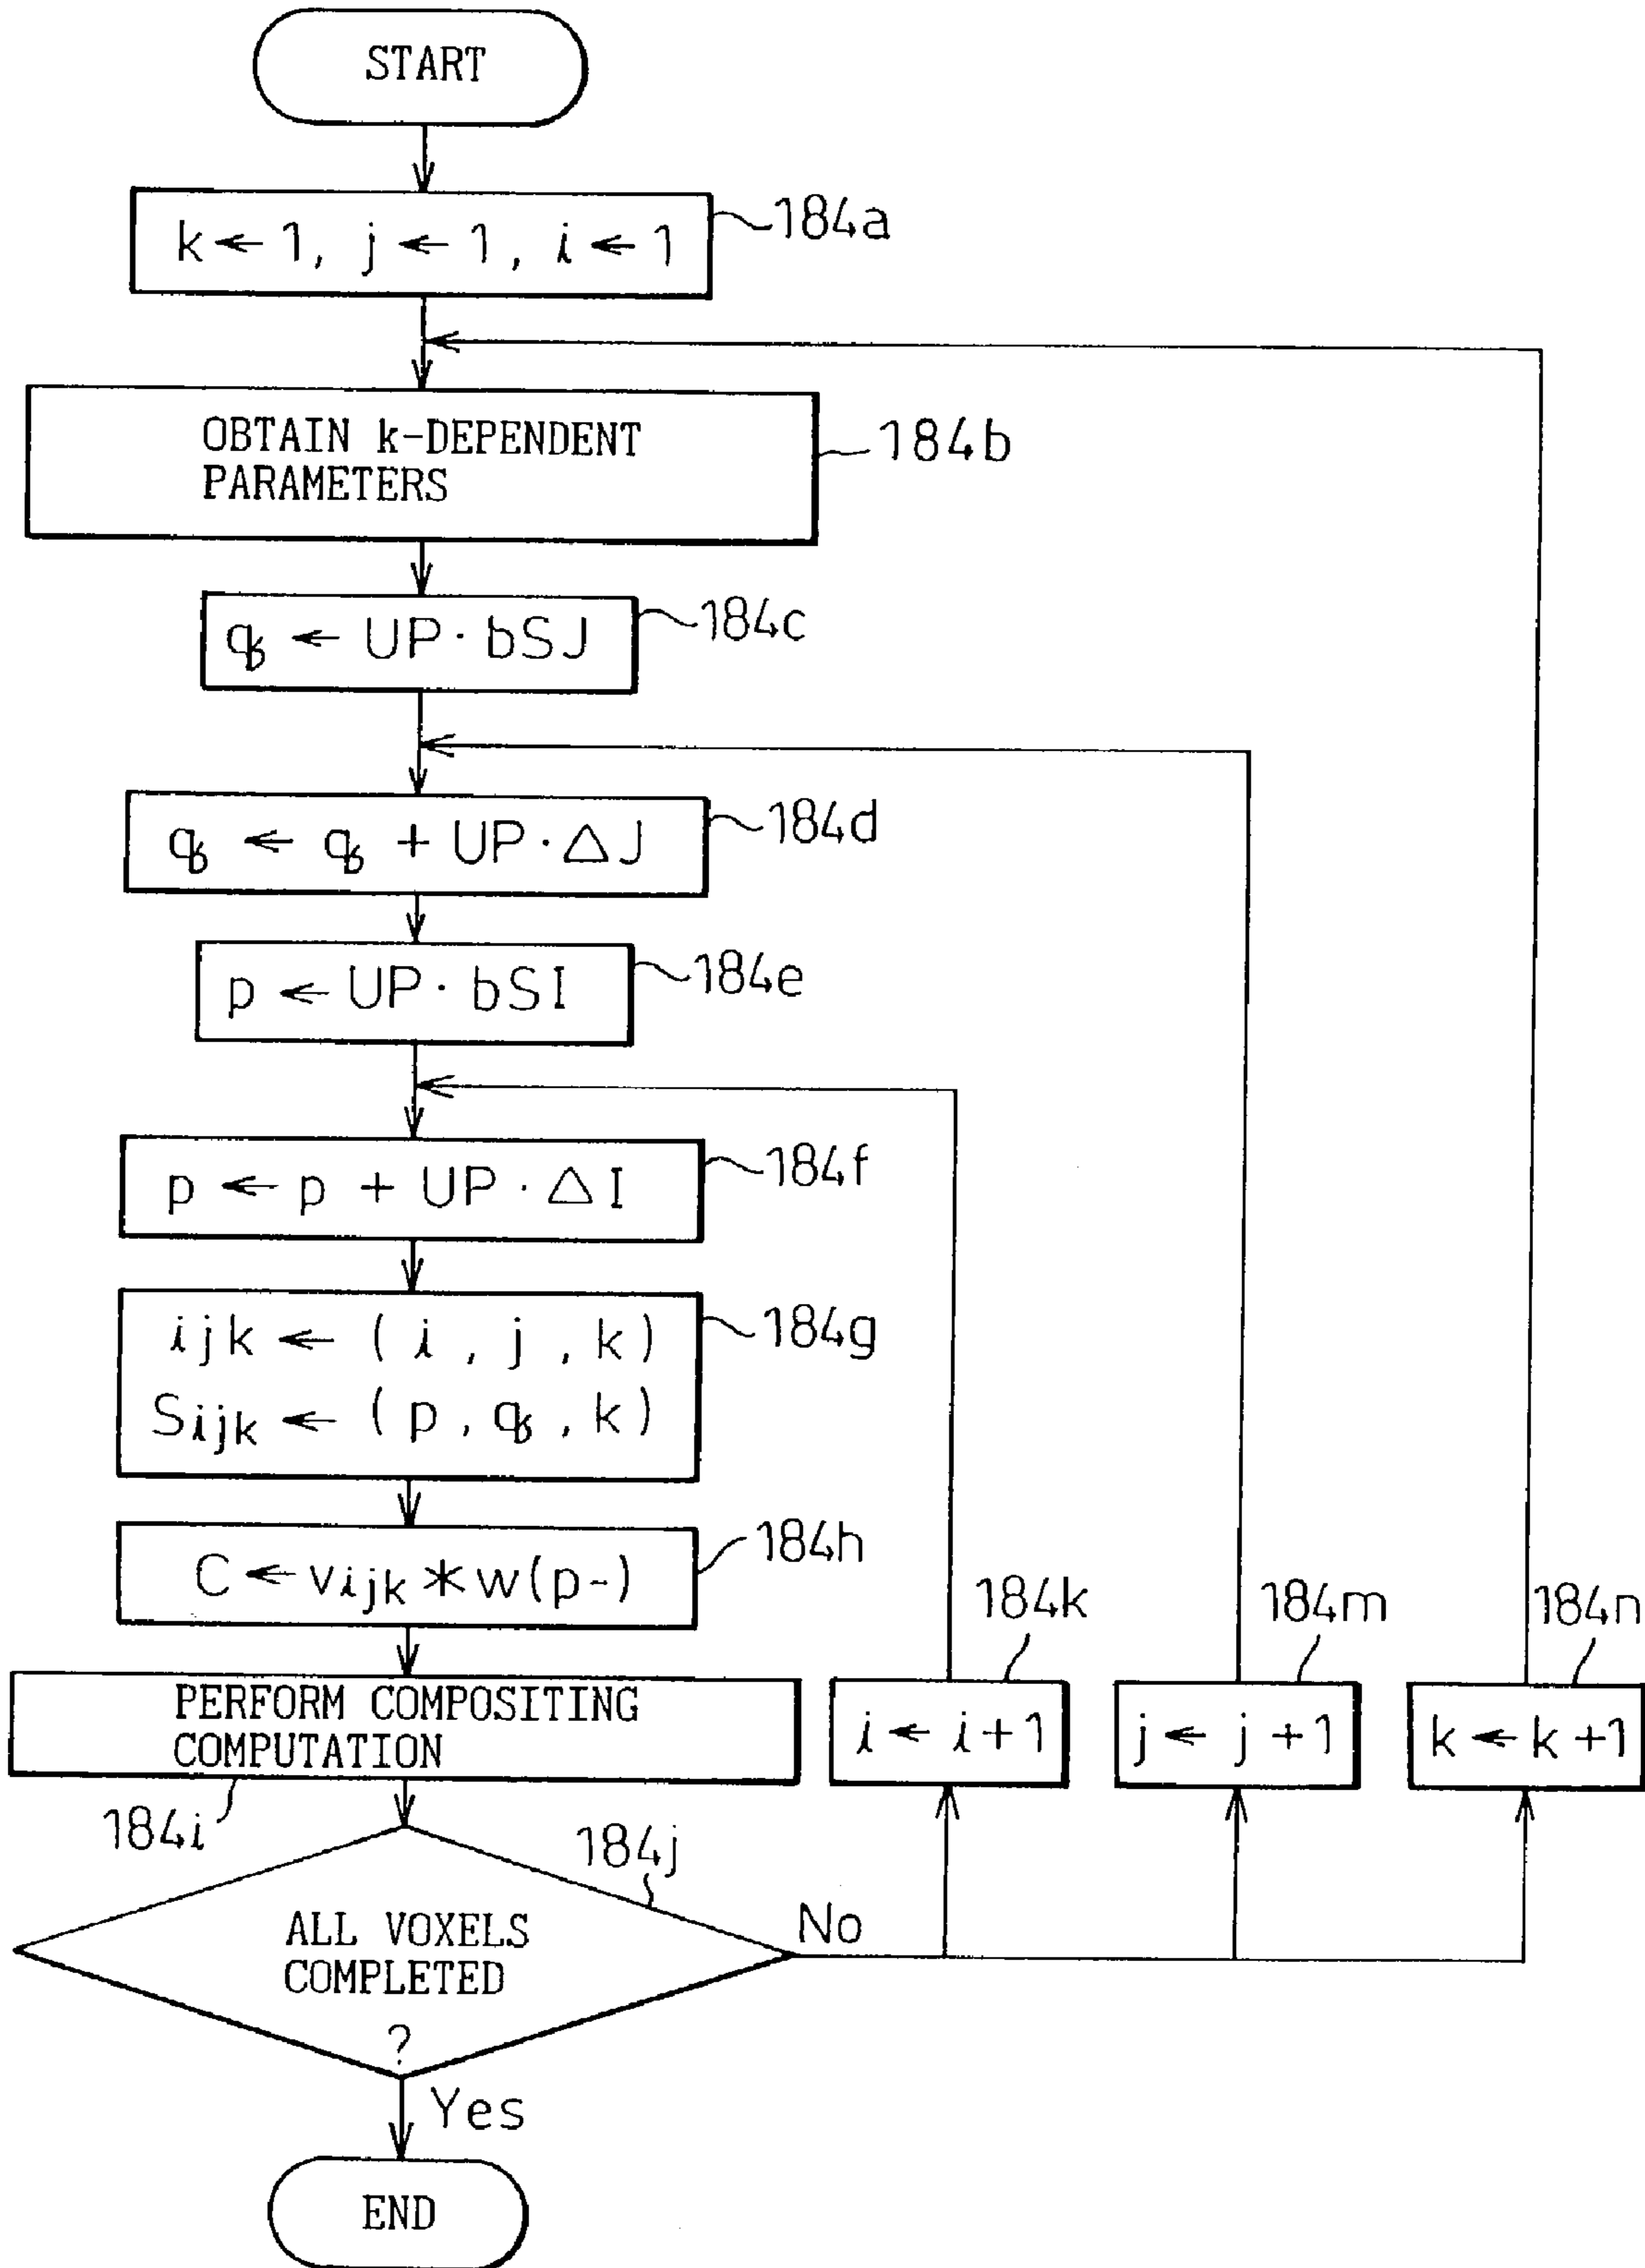 START
k ← 1, j ← 1, i ← 1
184a
OBTAIN k-DEPENDENT
PARAMETERS
184b
q ← UP · bSJ
184c
q ← q + UP · △J
184d
p ← UP · bSI
184e
p ← p + UP · △I
184f
ijk ← ( i , j , k )
Sijk ← ( p , q , k )
184g
C ← vijk * w(p-)
184h
PERFORM COMPOSITING
COMPUTATION
184i
184k
i ← i + 1
184m
j ← j + 1
184n
k ← k + 1
184j
ALL VOXELS
COMPLETED
?
No
Yes
END